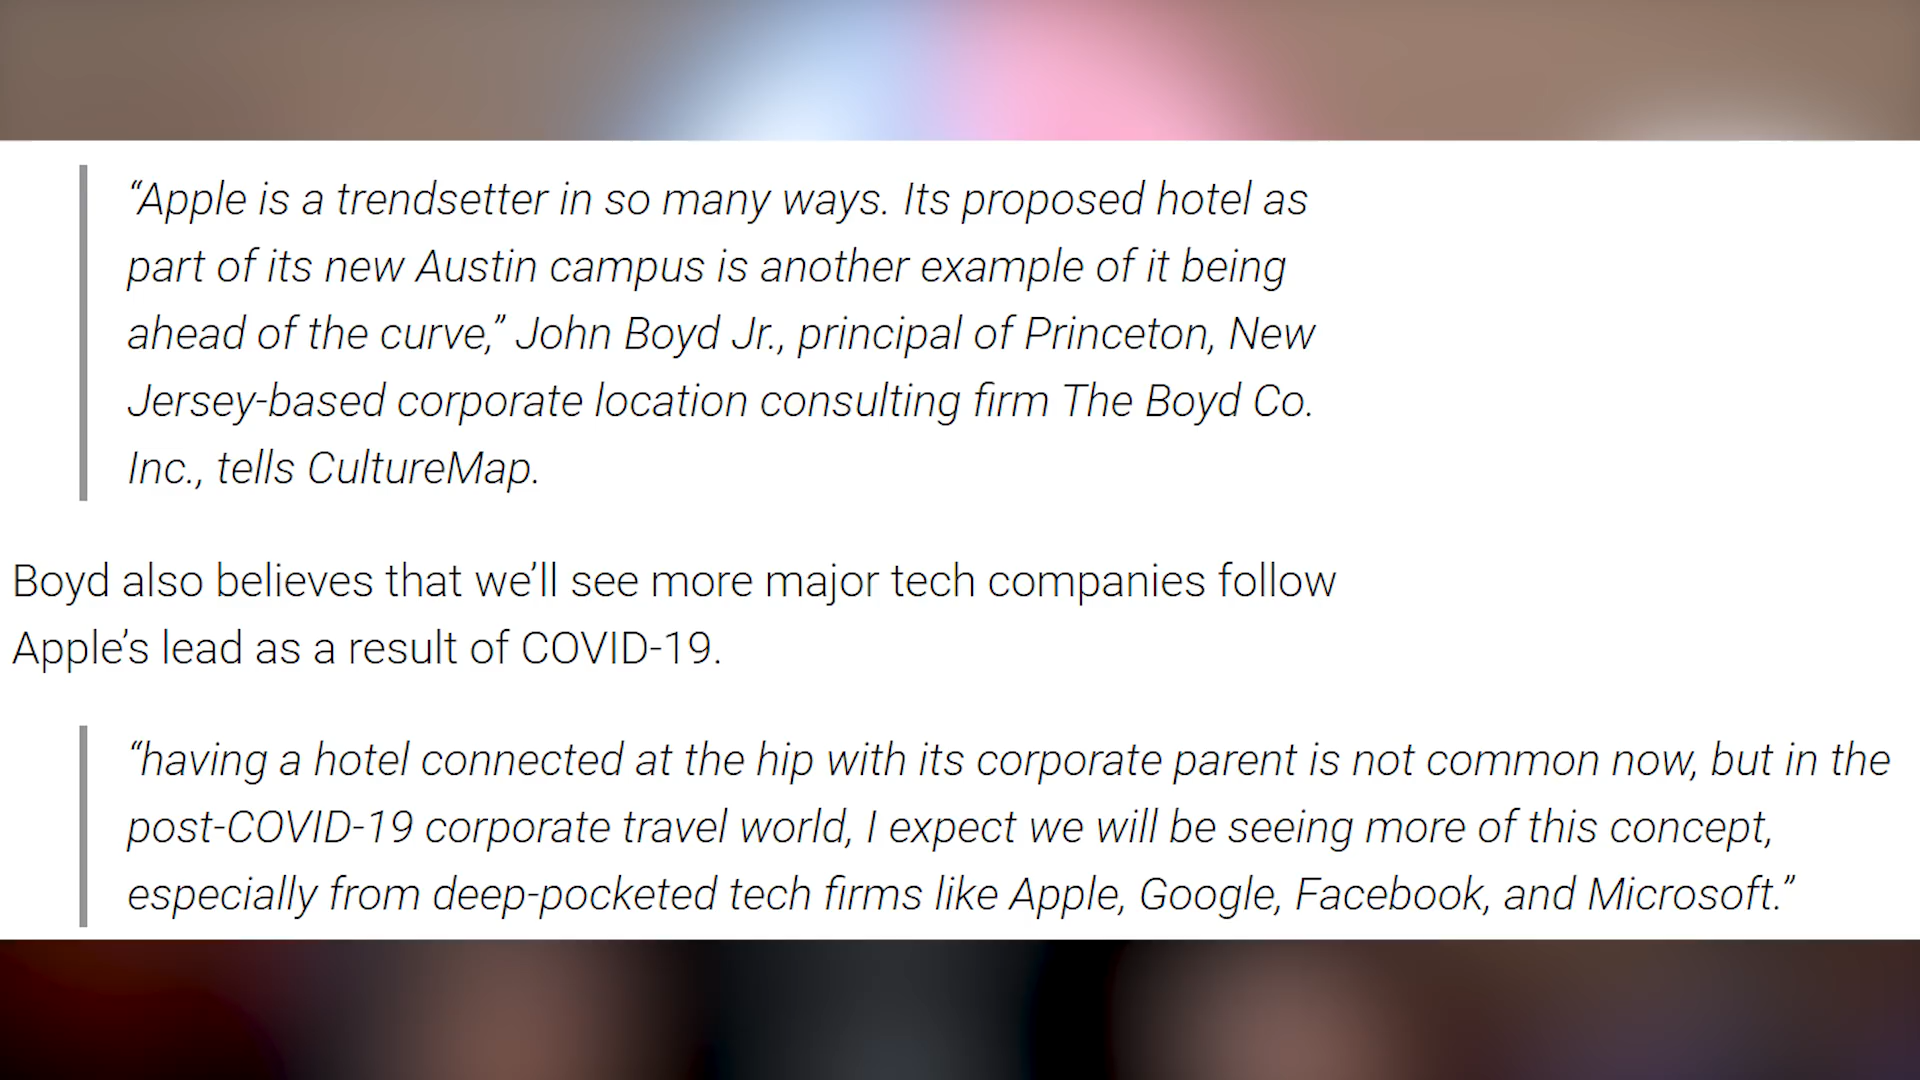 “Apple is a trendsetter in so many ways. Its proposed hotel as
part of its new Austin campus is another example of it being
ahead of the curve,” John Boyd Jr., principal of Princeton, New
Jersey-based corporate location consulting firm The Boyd Co.
Inc., tells CultureMap.
Boyd also believes that we’ll see more major tech companies follow
Apple’s lead as a result of COVID-19.
“having a hotel connected at the hip with its corporate parent is not common now, but in the
post-COVID-19 corporate travel world, I expect we will be seeing more of this concept,
especially from deep-pocketed tech firms like Apple, Google, Facebook, and Microsoft.”